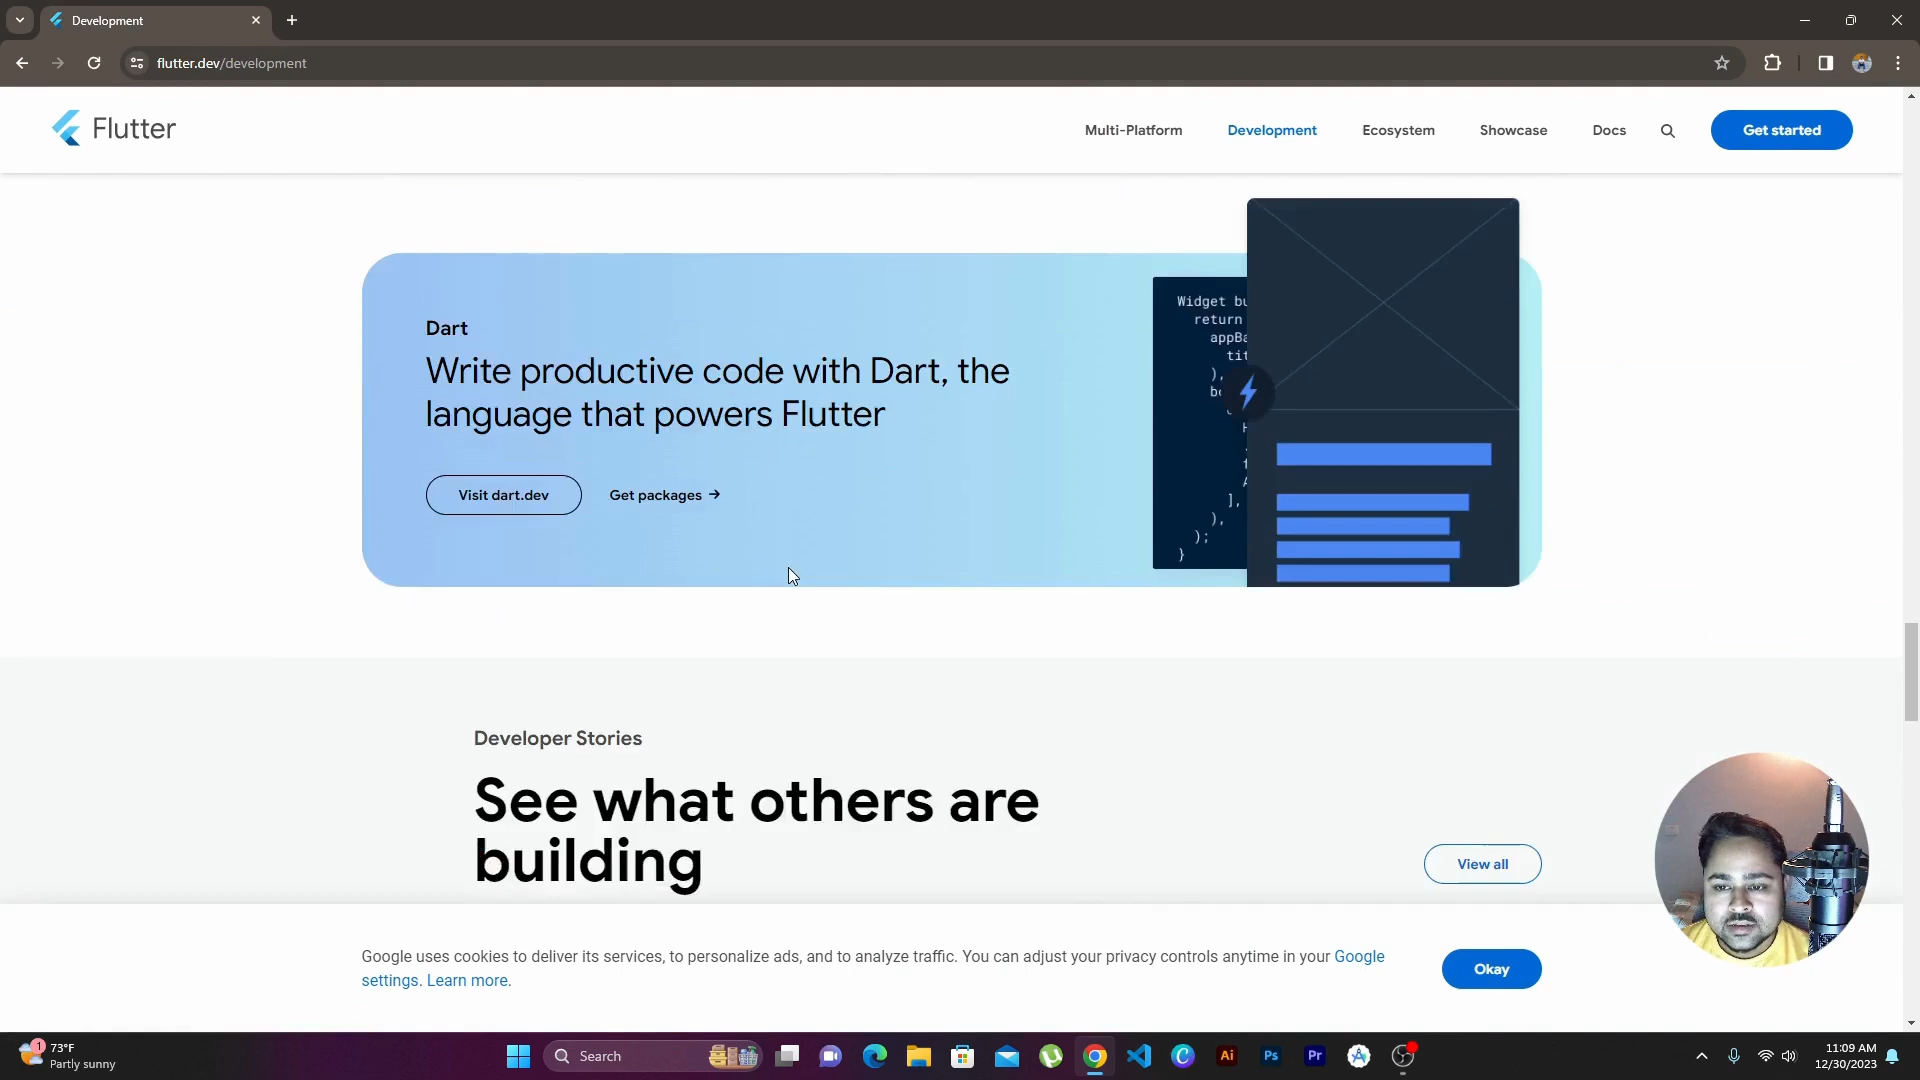 Development
flutter.dev/development
Flutter
Multi-Platform
Development
Ecosystem
Showcase
Docs
Get started
Dart
Write productive code with Dart, the
language that powers Flutter
Visit dart.dev
Get packages →
Widget bu
return
appBa
tit
),
bo
],
),
);
}
Developer Stories
See what others are
building
View all
Google uses cookies to deliver its services, to personalize ads, and to analyze traffic. You can adjust your privacy controls anytime in your Google
settings. Learn more.
Okay
1
73°F
Partly sunny
Search
Ai
Ps
Pr
11:09 AM
12/30/2023